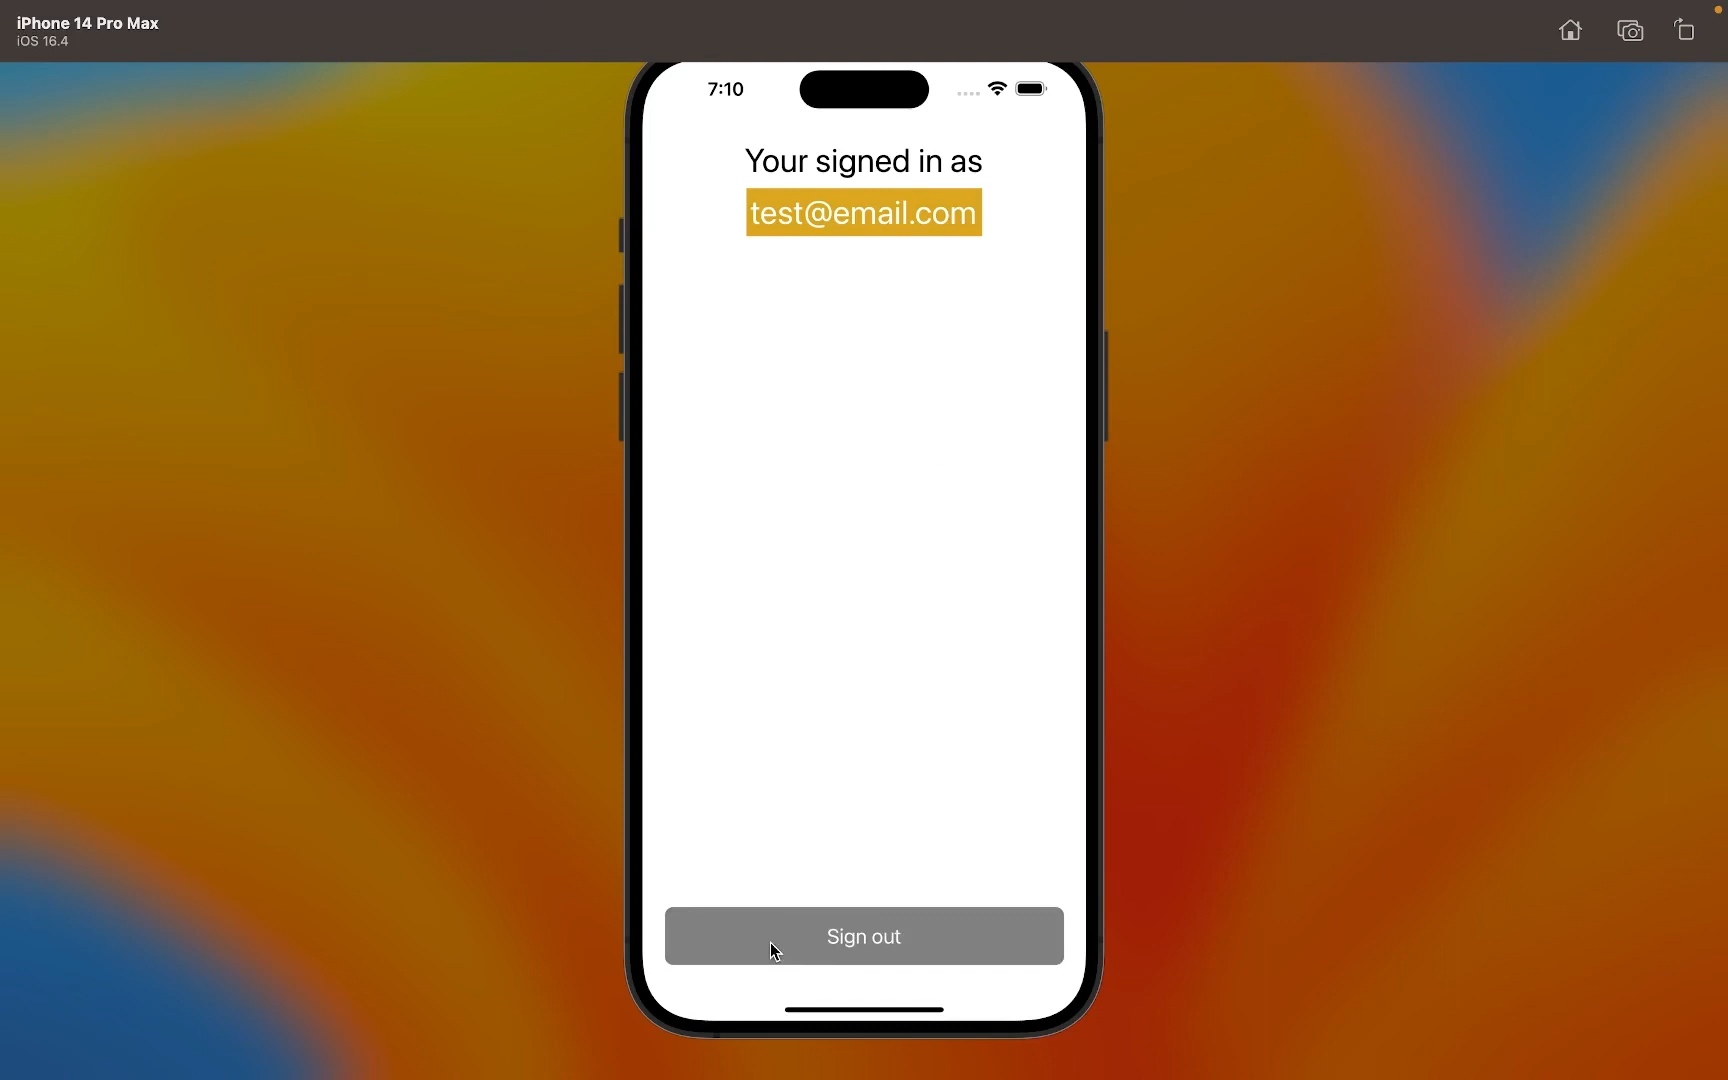 iPhone 14 Pro Max
iOS 16.4
7:10
Your signed in as
test@email.com
Sign out